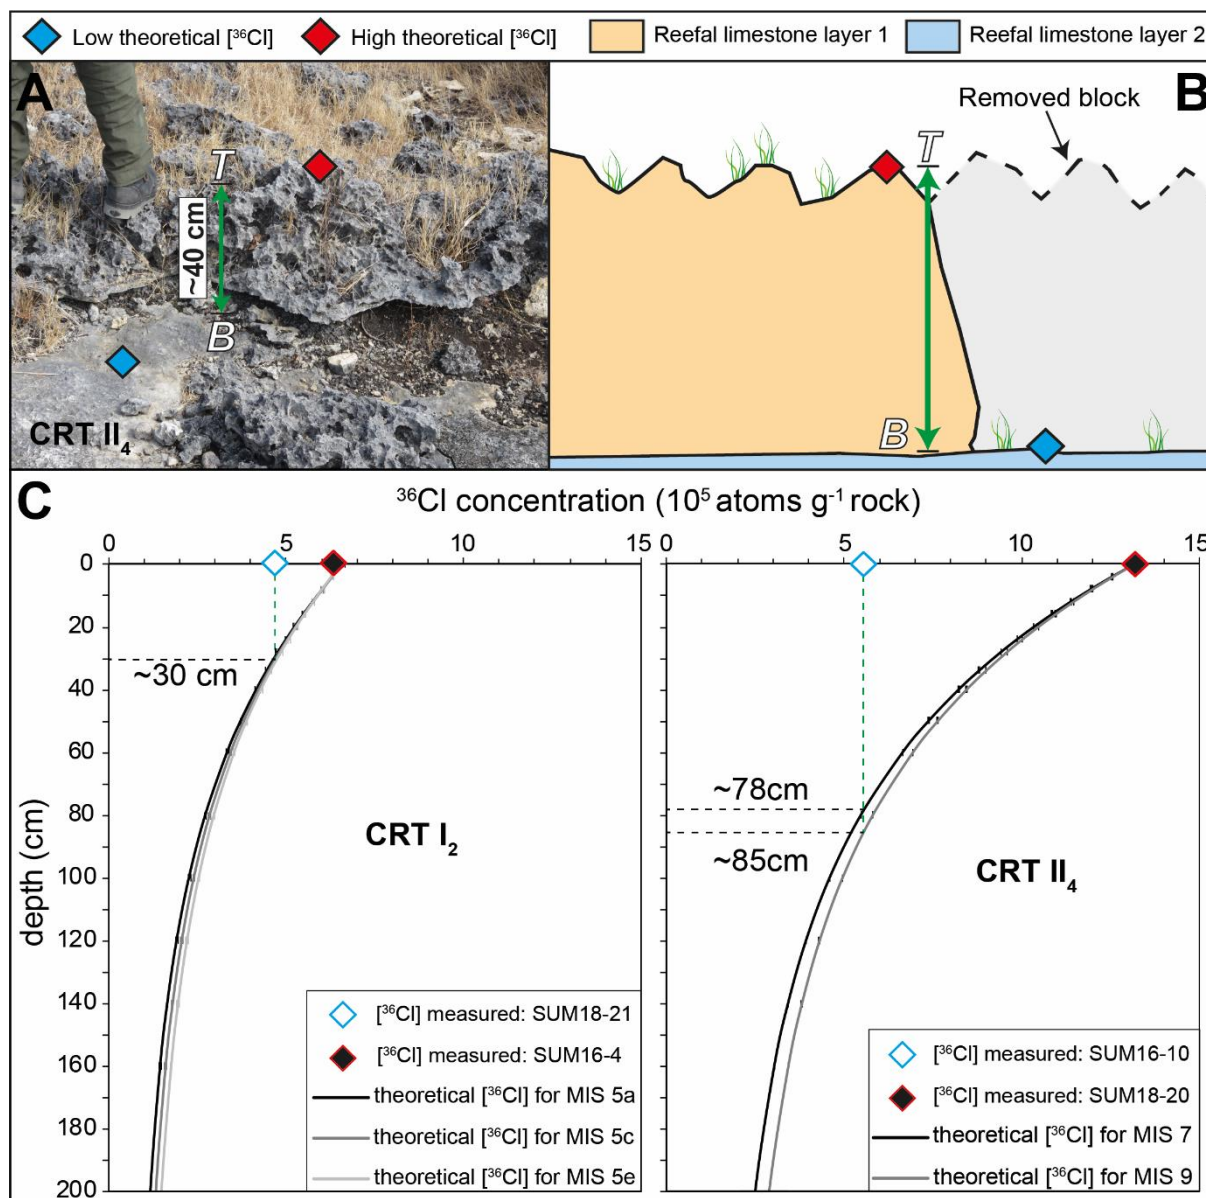 Low theoretical [³⁶Cl] High theoretical [³⁶Cl] Reefal limestone layer 1 Reefal limestone layer 2
A
T
~40 cm
B
CRT II₄
B
Removed block
T
B
C
³⁶Cl concentration (10⁵ atoms g⁻¹ rock)
0 5 10 15
0
20
40
60
80
100
120
140
160
180
200
depth (cm)
~30 cm
CRT I₂
[³⁶Cl] measured: SUM18-21
[³⁶Cl] measured: SUM16-4
theoretical [³⁶Cl] for MIS 5a
theoretical [³⁶Cl] for MIS 5c
theoretical [³⁶Cl] for MIS 5e
0 5 10 15
~78cm
~85cm
CRT II₄
[³⁶Cl] measured: SUM16-10
[³⁶Cl] measured: SUM18-20
theoretical [³⁶Cl] for MIS 7
theoretical [³⁶Cl] for MIS 9